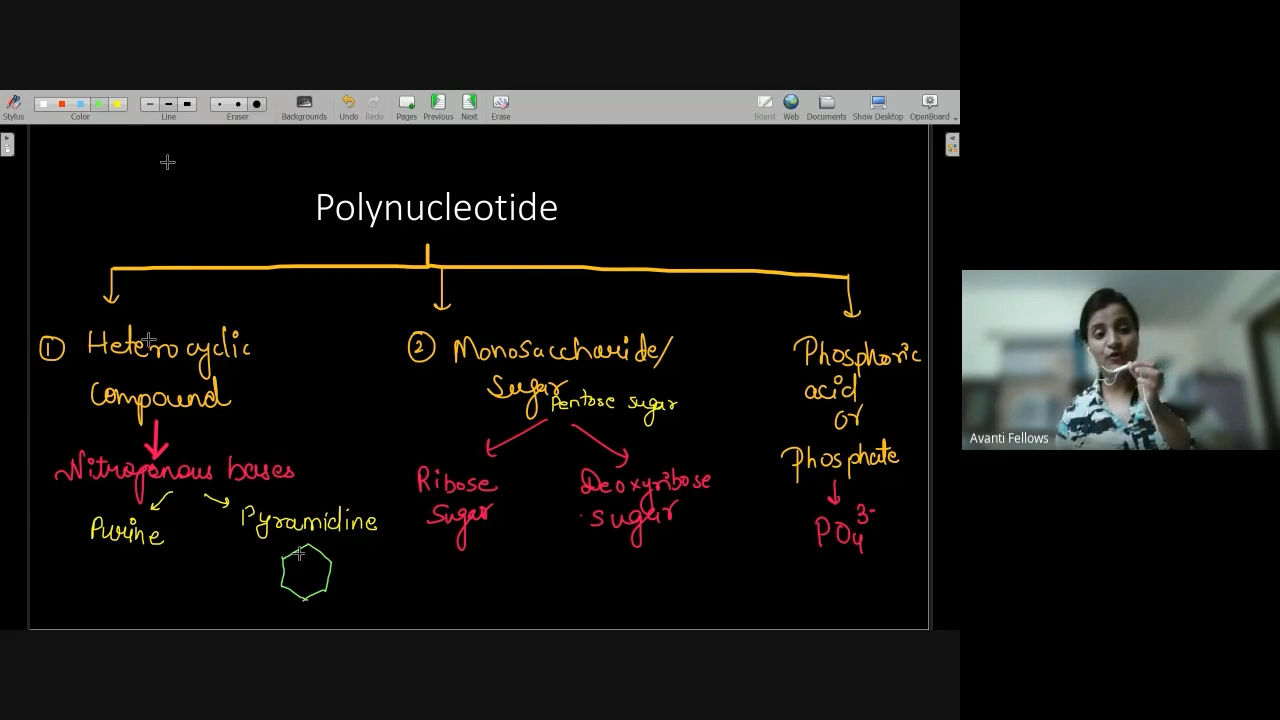 Stylus
Color
Line
Eraser
Backgrounds
Undo
Redo
Pages
Previous
Next
Erase
Board
Web
Documents
Show Desktop
OpenBoard
Polynucleotide
① Heterocyclic
compound
Nitrogenous bases
Purine
Pyramidine
② Monosaccharide/
Sugar
Pentose sugar
Ribose
Sugar
Deoxyribose
sugar
Phosphoric
acid
or
Phosphate
PO₄³⁻
Avanti Fellows